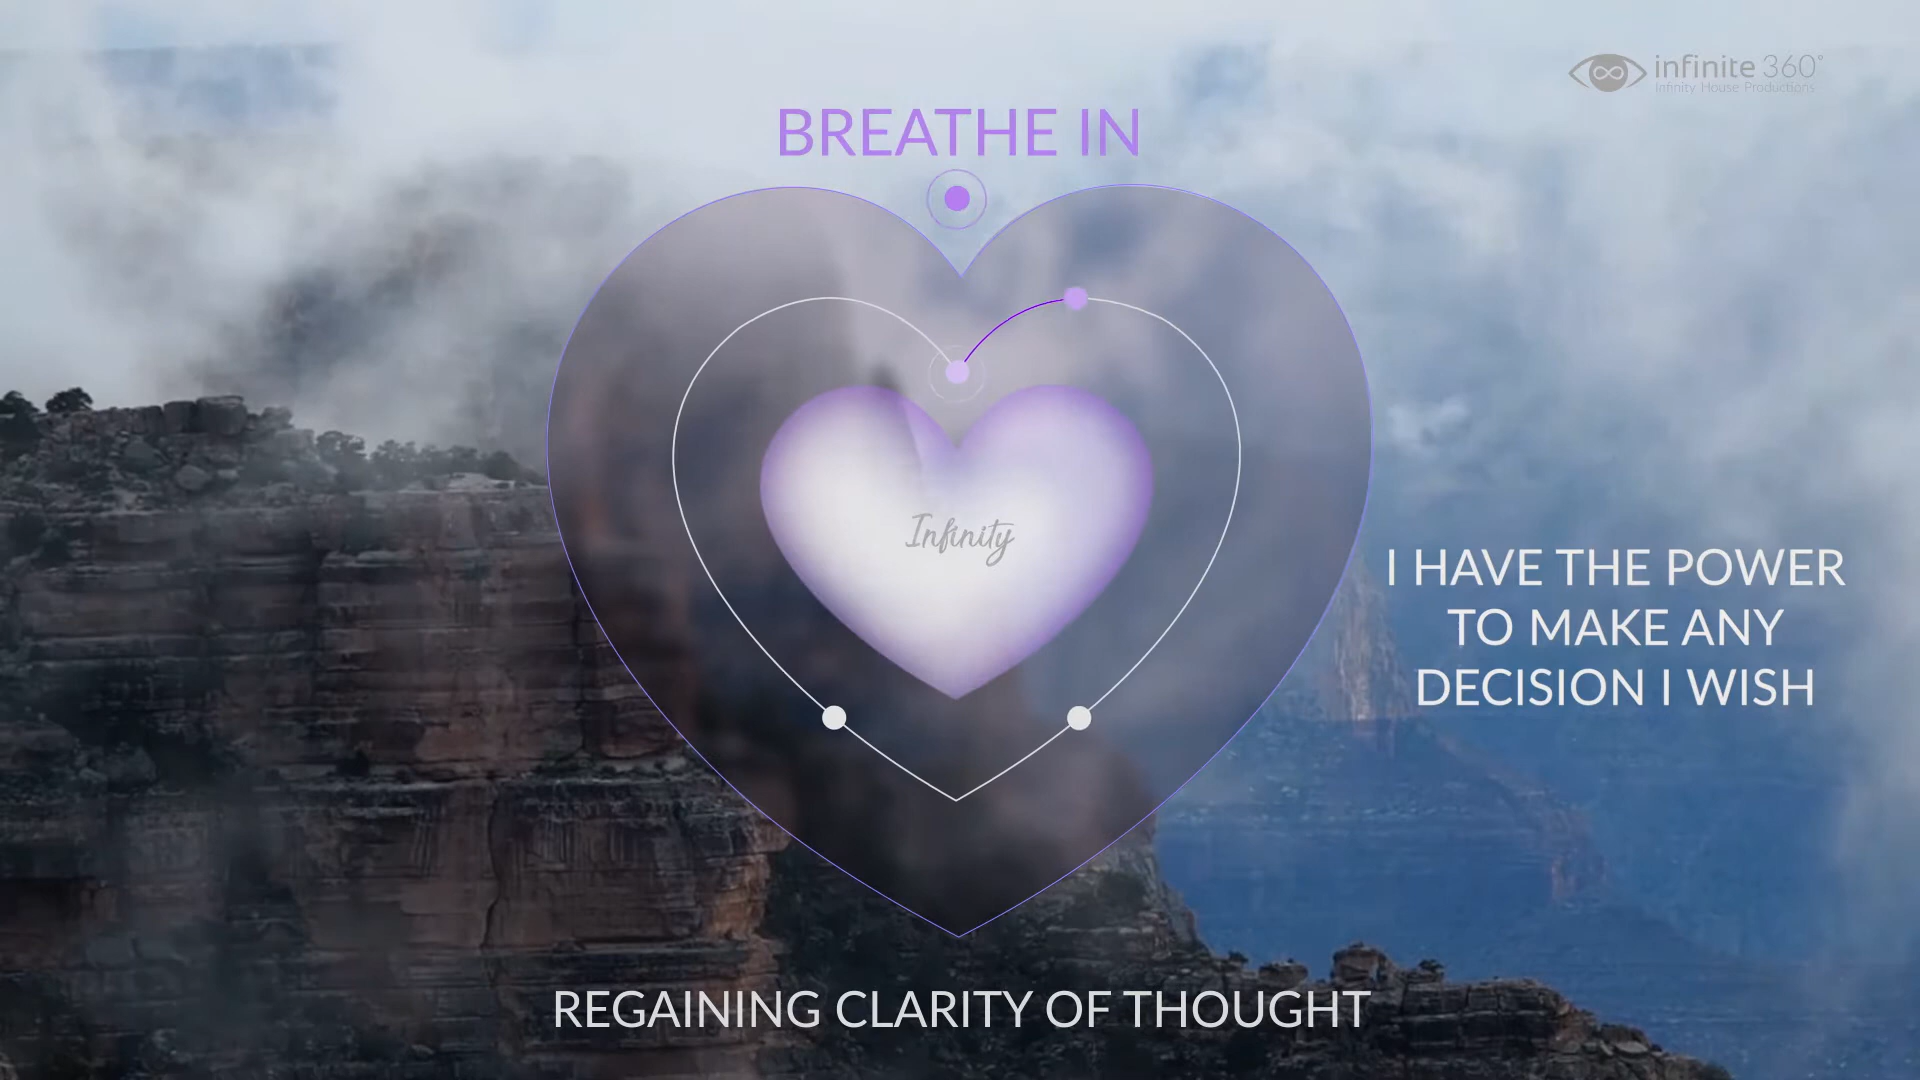 infinite 360°
Infinity House Productions
BREATHE IN
Infinity
I HAVE THE POWER
TO MAKE ANY
DECISION I WISH
REGAINING CLARITY OF THOUGHT